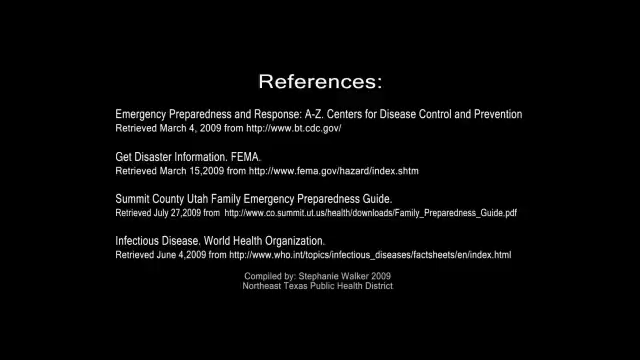 References:
Emergency Preparedness and Response: A-Z. Centers for Disease Control and Prevention
Retrieved March 4, 2009 from http://www.bt.cdc.gov/
Get Disaster Information. FEMA.
Retrieved March 15,2009 from http://www.fema.gov/hazard/index.shtm
Summit County Utah Family Emergency Preparedness Guide.
Retrieved July 27,2009 from http://www.co.summit.ut.us/health/downloads/Family_Preparedness_Guide.pdf
Infectious Disease. World Health Organization.
Retrieved June 4,2009 from http://www.who.int/topics/infectious_diseases/factsheets/en/index.html
Compiled by: Stephanie Walker 2009
Northeast Texas Public Health District